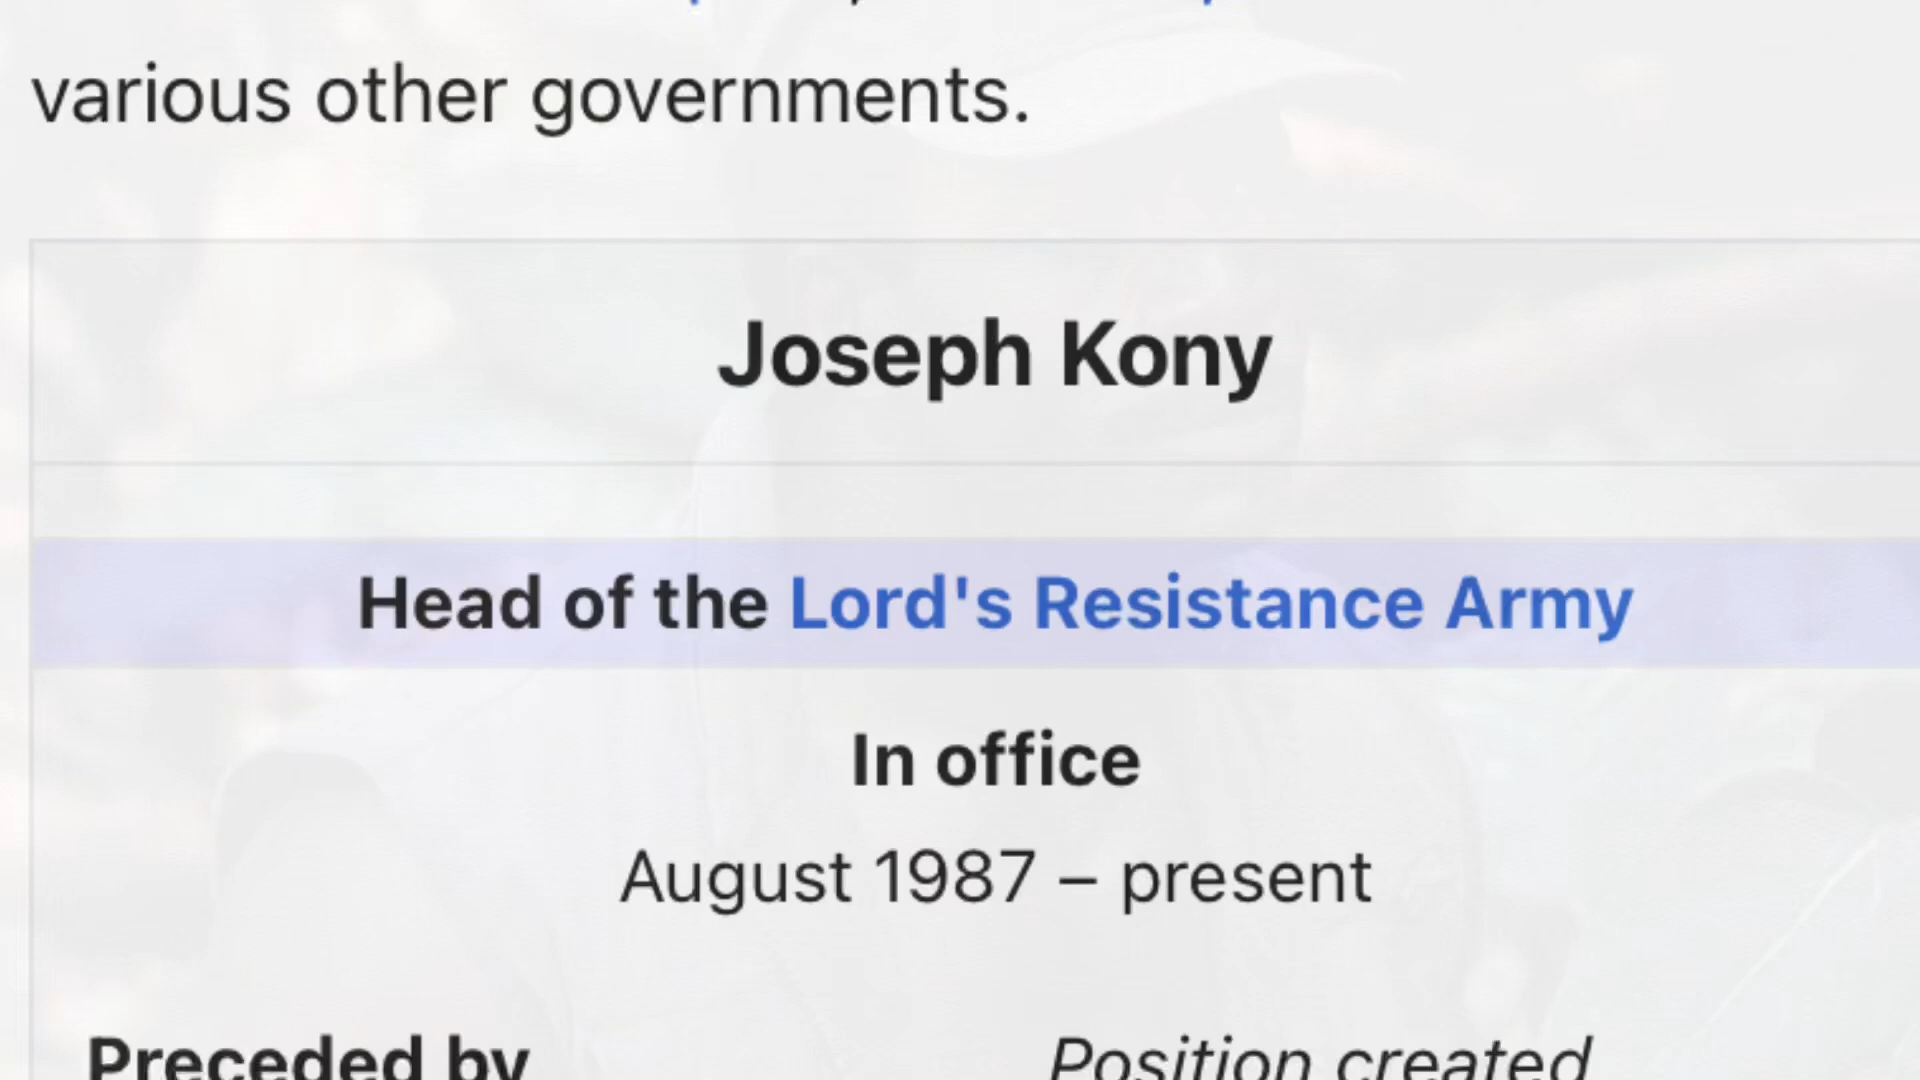 various other governments.
Joseph Kony
Head of the Lord's Resistance Army
In office
August 1987 – present
Preceded by
Position created